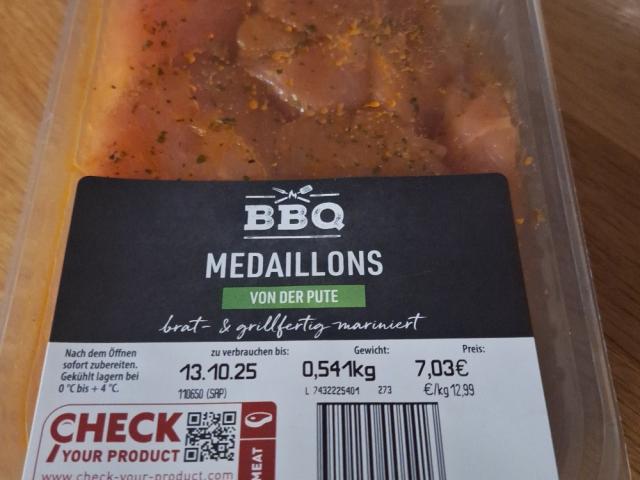 BBQ
MEDAILLONS
VON DER PUTE
brat- & grillfertig mariniert
Nach dem Öffnen
sofort zubereiten.
Gekühlt lagern bei
0 °C bis + 4 °C.
zu verbrauchen bis:
13.10.25
110650 (SAP)
Gewicht:
0,541kg
L 7432225401 273
Preis:
7,03€
€/kg 12,99
CHECK
YOUR PRODUCT
www.check-your-product.com
MEAT